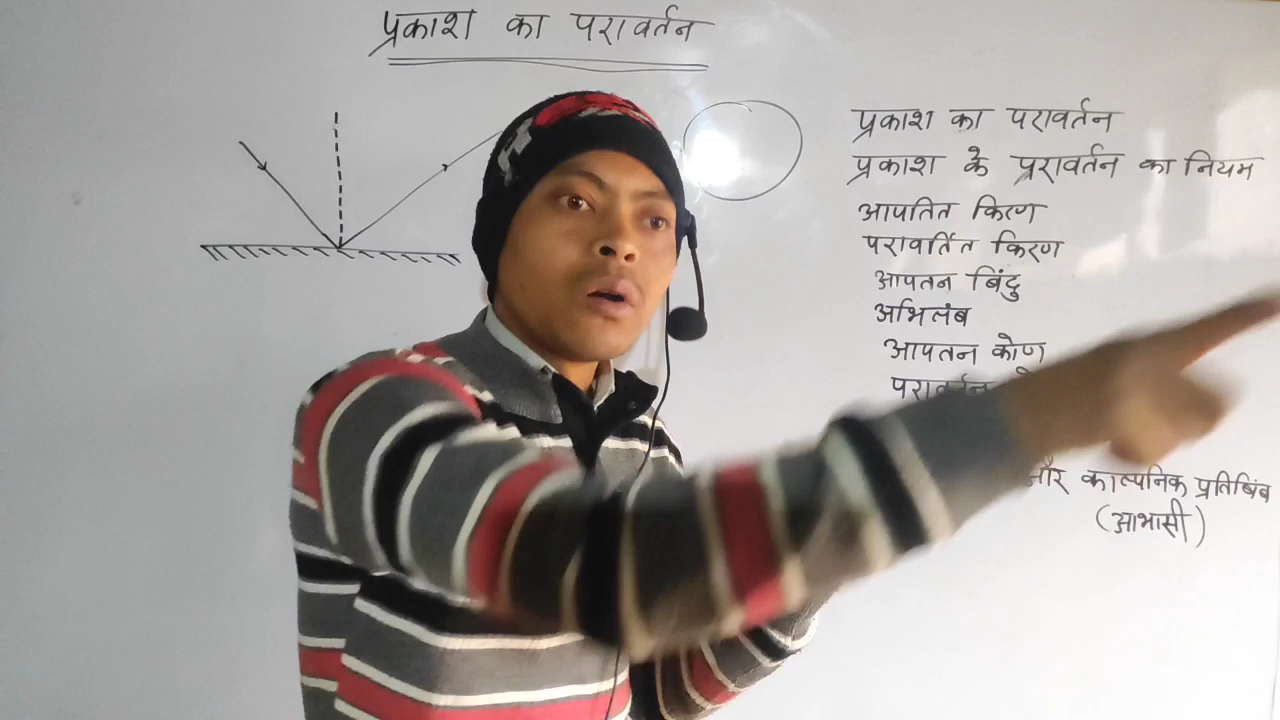 प्रकाश का परावर्तन
प्रकाश का परावर्तन
प्रकाश के प्ररावर्तन का नियम
आपतित किरण
परावर्तित किरण
आपतन बिंदु
अभिलंब
आपतन कोण
काल्पनिक प्रतिबिंब
(आभासी)